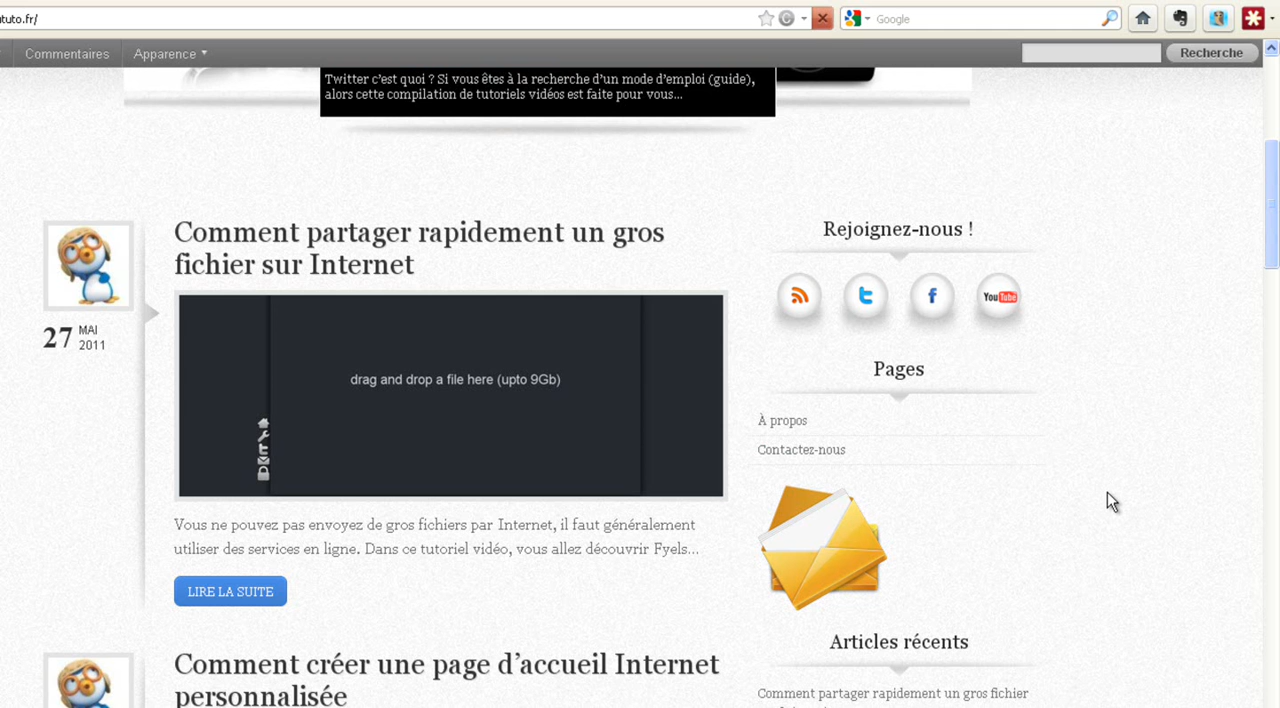 ituto.fr/
Google
Commentaires
Apparence
Recherche
Twitter c'est quoi ? Si vous êtes à la recherche d'un mode d'emploi (guide),
alors cette compilation de tutoriels vidéos est faite pour vous...
Comment partager rapidement un gros
fichier sur Internet
27
MAI
2011
drag and drop a file here (upto 9Gb)
Vous ne pouvez pas envoyez de gros fichiers par Internet, il faut généralement
utiliser des services en ligne. Dans ce tutoriel vidéo, vous allez découvrir Fyels...
LIRE LA SUITE
Comment créer une page d'accueil Internet
personnalisée
Rejoignez-nous !
You Tube
Pages
À propos
Contactez-nous
Articles récents
Comment partager rapidement un gros fichier